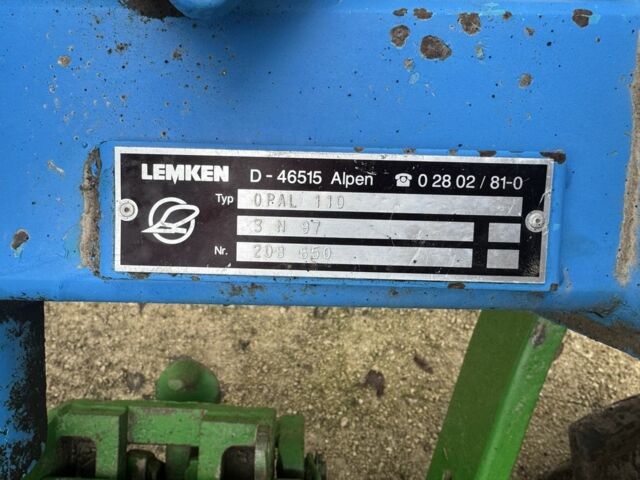 LEMKEN D - 46515 Alpen ☎ 0 28 02 / 81-0
Typ OPAL 110
3 N 97
Nr. 208 650